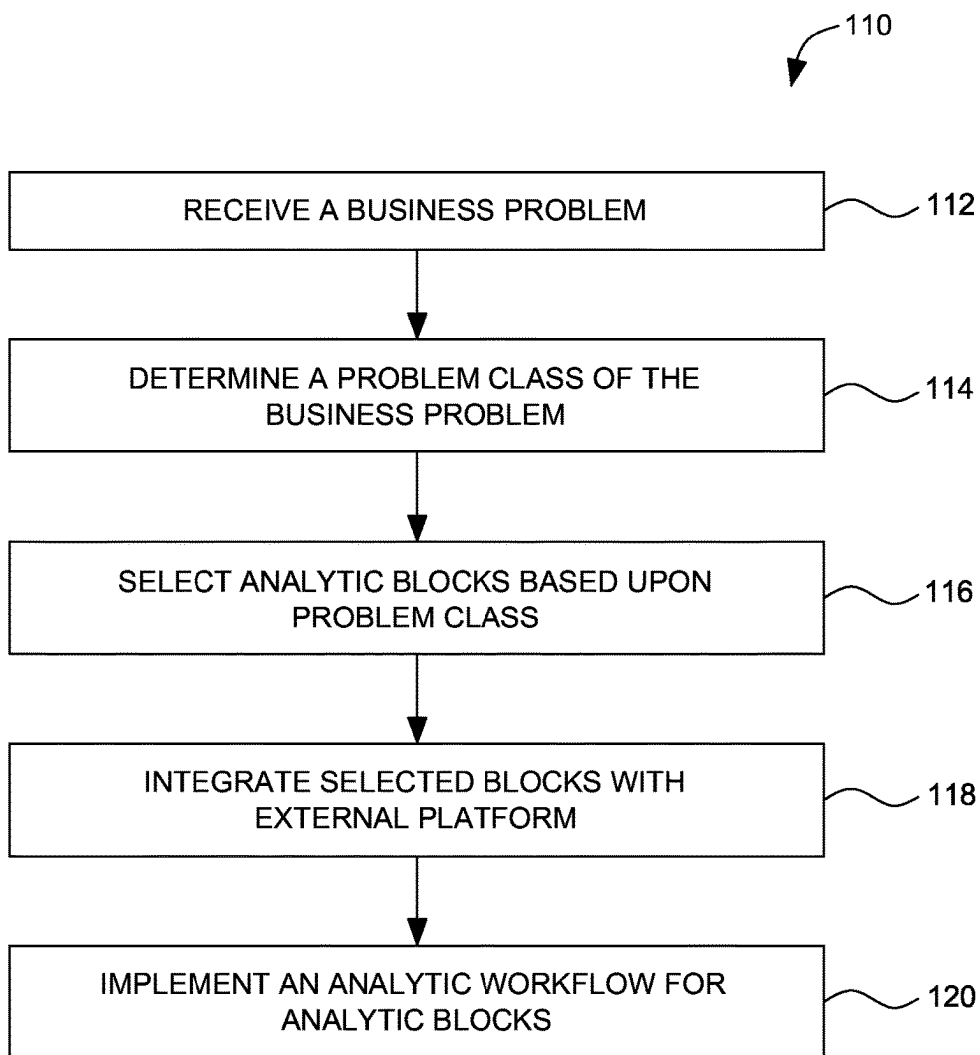 110
RECEIVE A BUSINESS PROBLEM
112
DETERMINE A PROBLEM CLASS OF THE
BUSINESS PROBLEM
114
SELECT ANALYTIC BLOCKS BASED UPON
PROBLEM CLASS
116
INTEGRATE SELECTED BLOCKS WITH
EXTERNAL PLATFORM
118
IMPLEMENT AN ANALYTIC WORKFLOW FOR
ANALYTIC BLOCKS
120